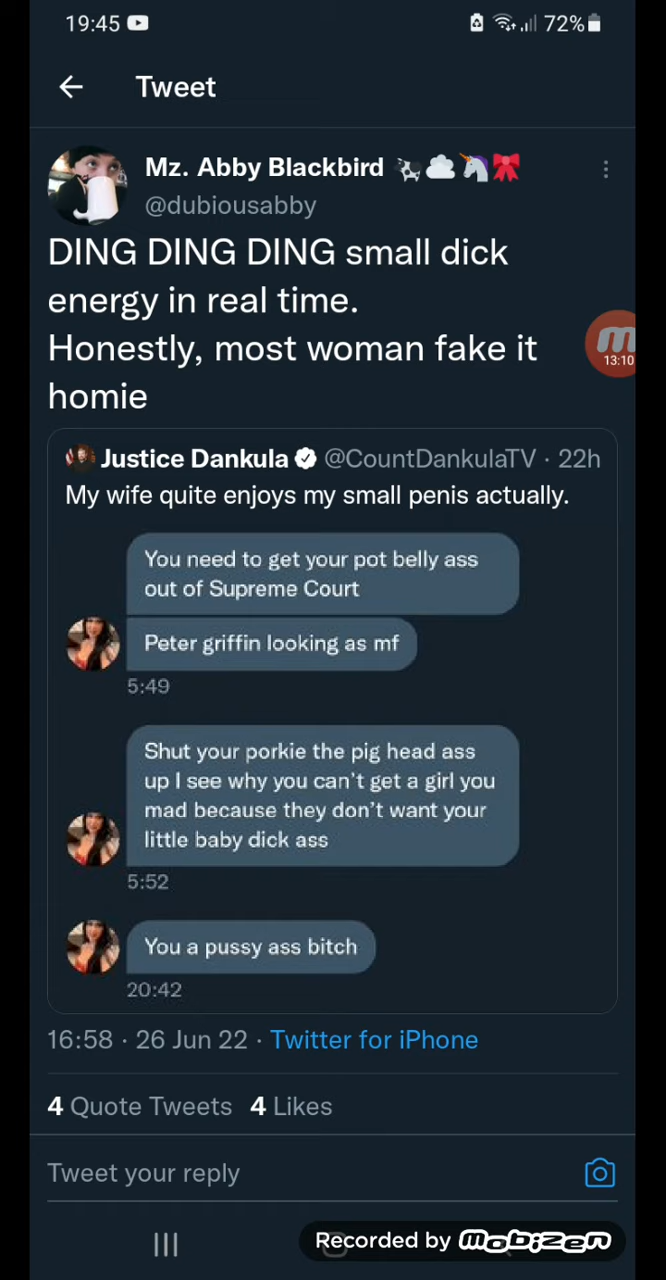 19:45
72%
Tweet
Mz. Abby Blackbird
@dubiousabby
DING DING DING small dick
energy in real time.
Honestly, most woman fake it
homie
13:10
Justice Dankula @CountDankulaTV · 22h
My wife quite enjoys my small penis actually.
You need to get your pot belly ass
out of Supreme Court
Peter griffin looking as mf
5:49
Shut your porkie the pig head ass
up I see why you can't get a girl you
mad because they don't want your
little baby dick ass
5:52
You a pussy ass bitch
20:42
16:58 · 26 Jun 22 · Twitter for iPhone
4 Quote Tweets 4 Likes
Tweet your reply
Recorded by mobizen